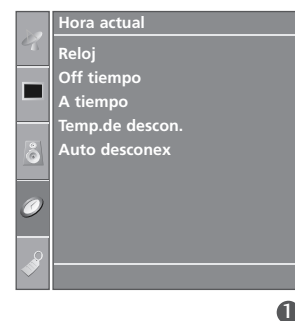 Hora actual
Reloj
Off tiempo
A tiempo
Temp.de descon.
Auto desconex
1